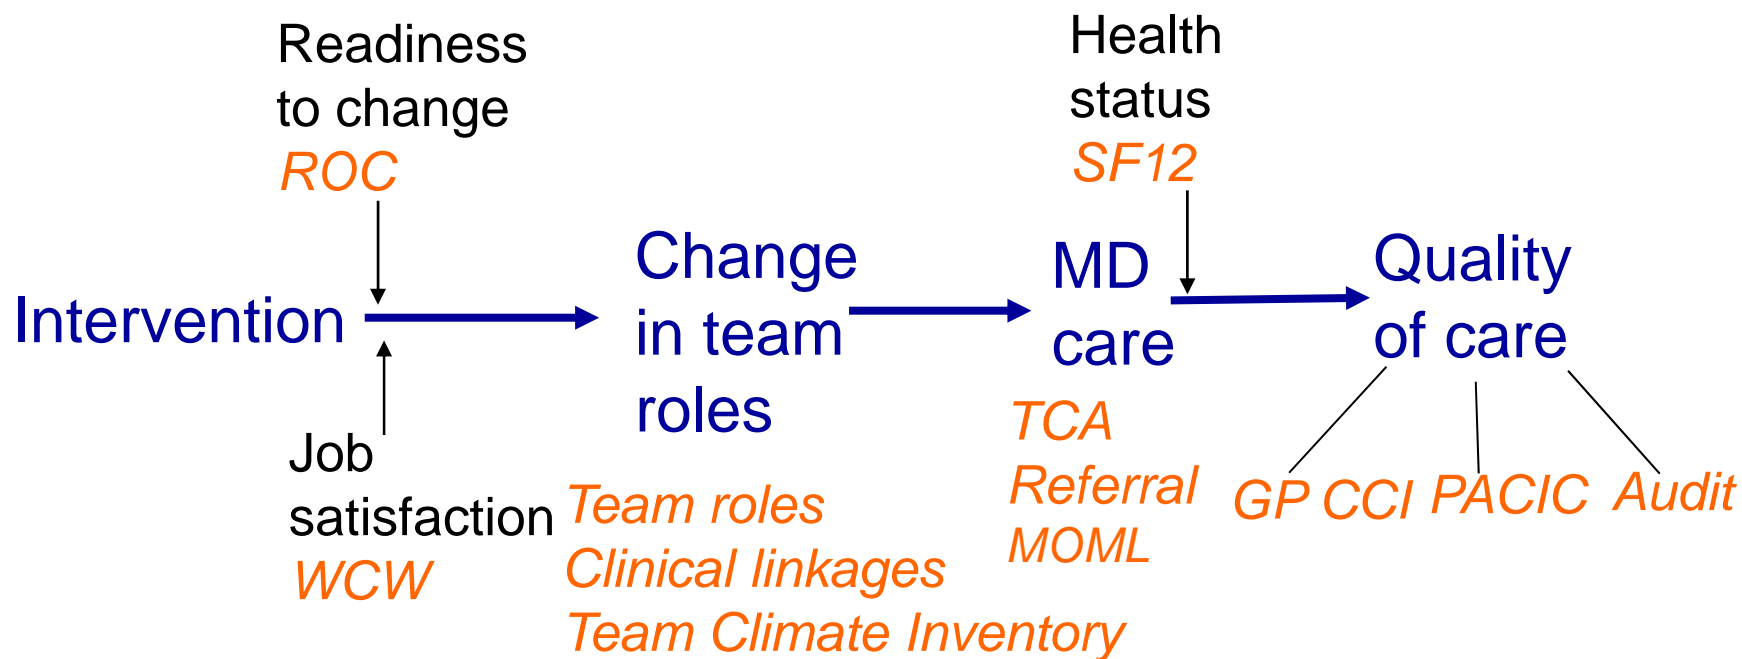 Readiness
to change
ROC
Health
status
SF12
Intervention
Change
in team
roles
MD
care
Quality
of care
Job
satisfaction
WCW
Team roles
Clinical linkages
Team Climate Inventory
TCA
Referral
MOML
GP CCI PACIC Audit